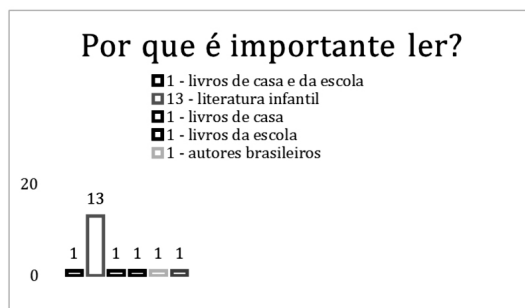 Por que é importante ler?
1 - livros de casa e da escola
13 - literatura infantil
1 - livros de casa
1 - livros da escola
1 - autores brasileiros
20
13
1 1 1 1 1
0